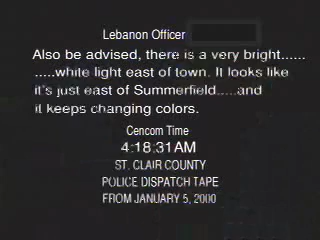 Lebanon Officer
Also be advised, there is a very bright......
.....white light east of town. It looks like
it's just east of Summerfield.....and
it keeps changing colors.
Cencom Time
4:18:31AM
ST. CLAIR COUNTY
POLICE DISPATCH TAPE
FROM JANUARY 5, 2000